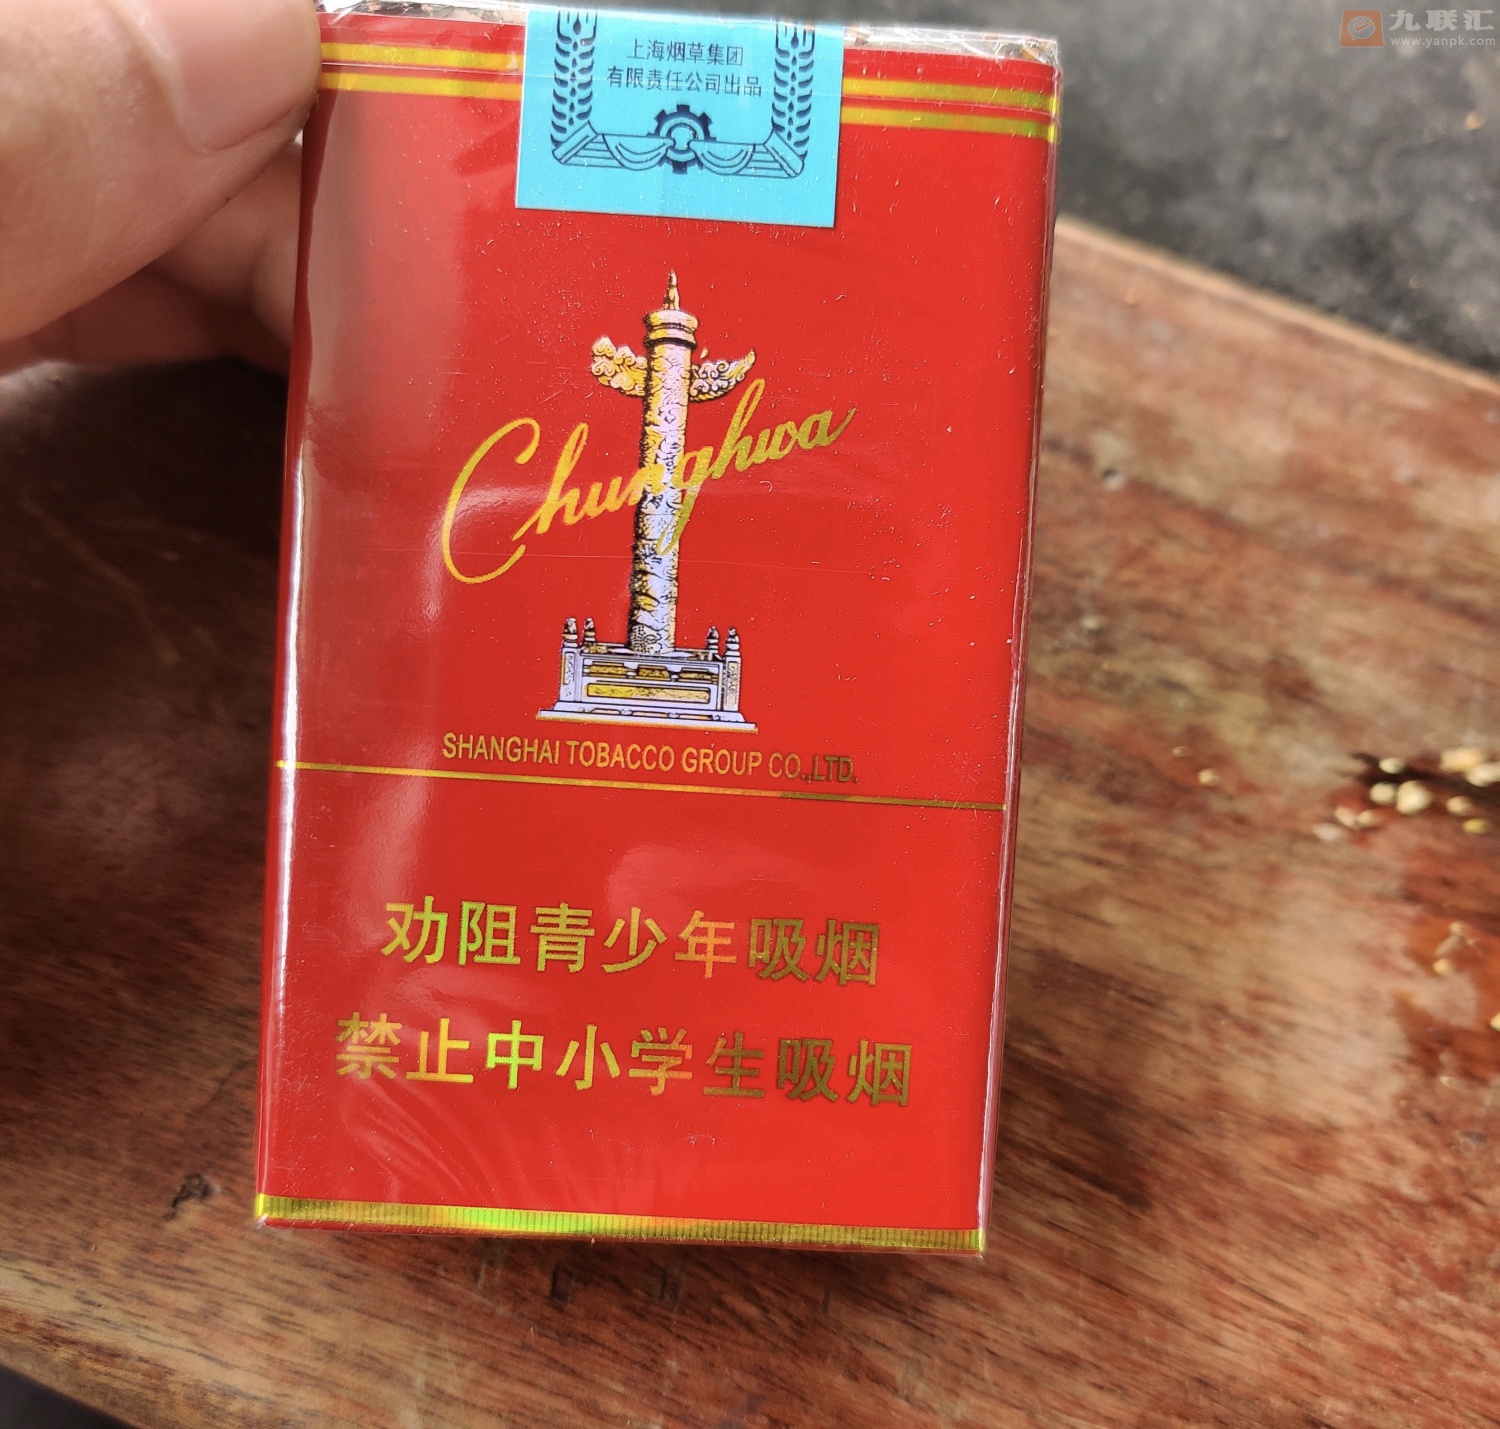 九联汇
www.yanpk.com
上海烟草集团
有限责任公司出品
Chunghwa
SHANGHAI TOBACCO GROUP CO.,LTD.
劝阻青少年吸烟
禁止中小学生吸烟